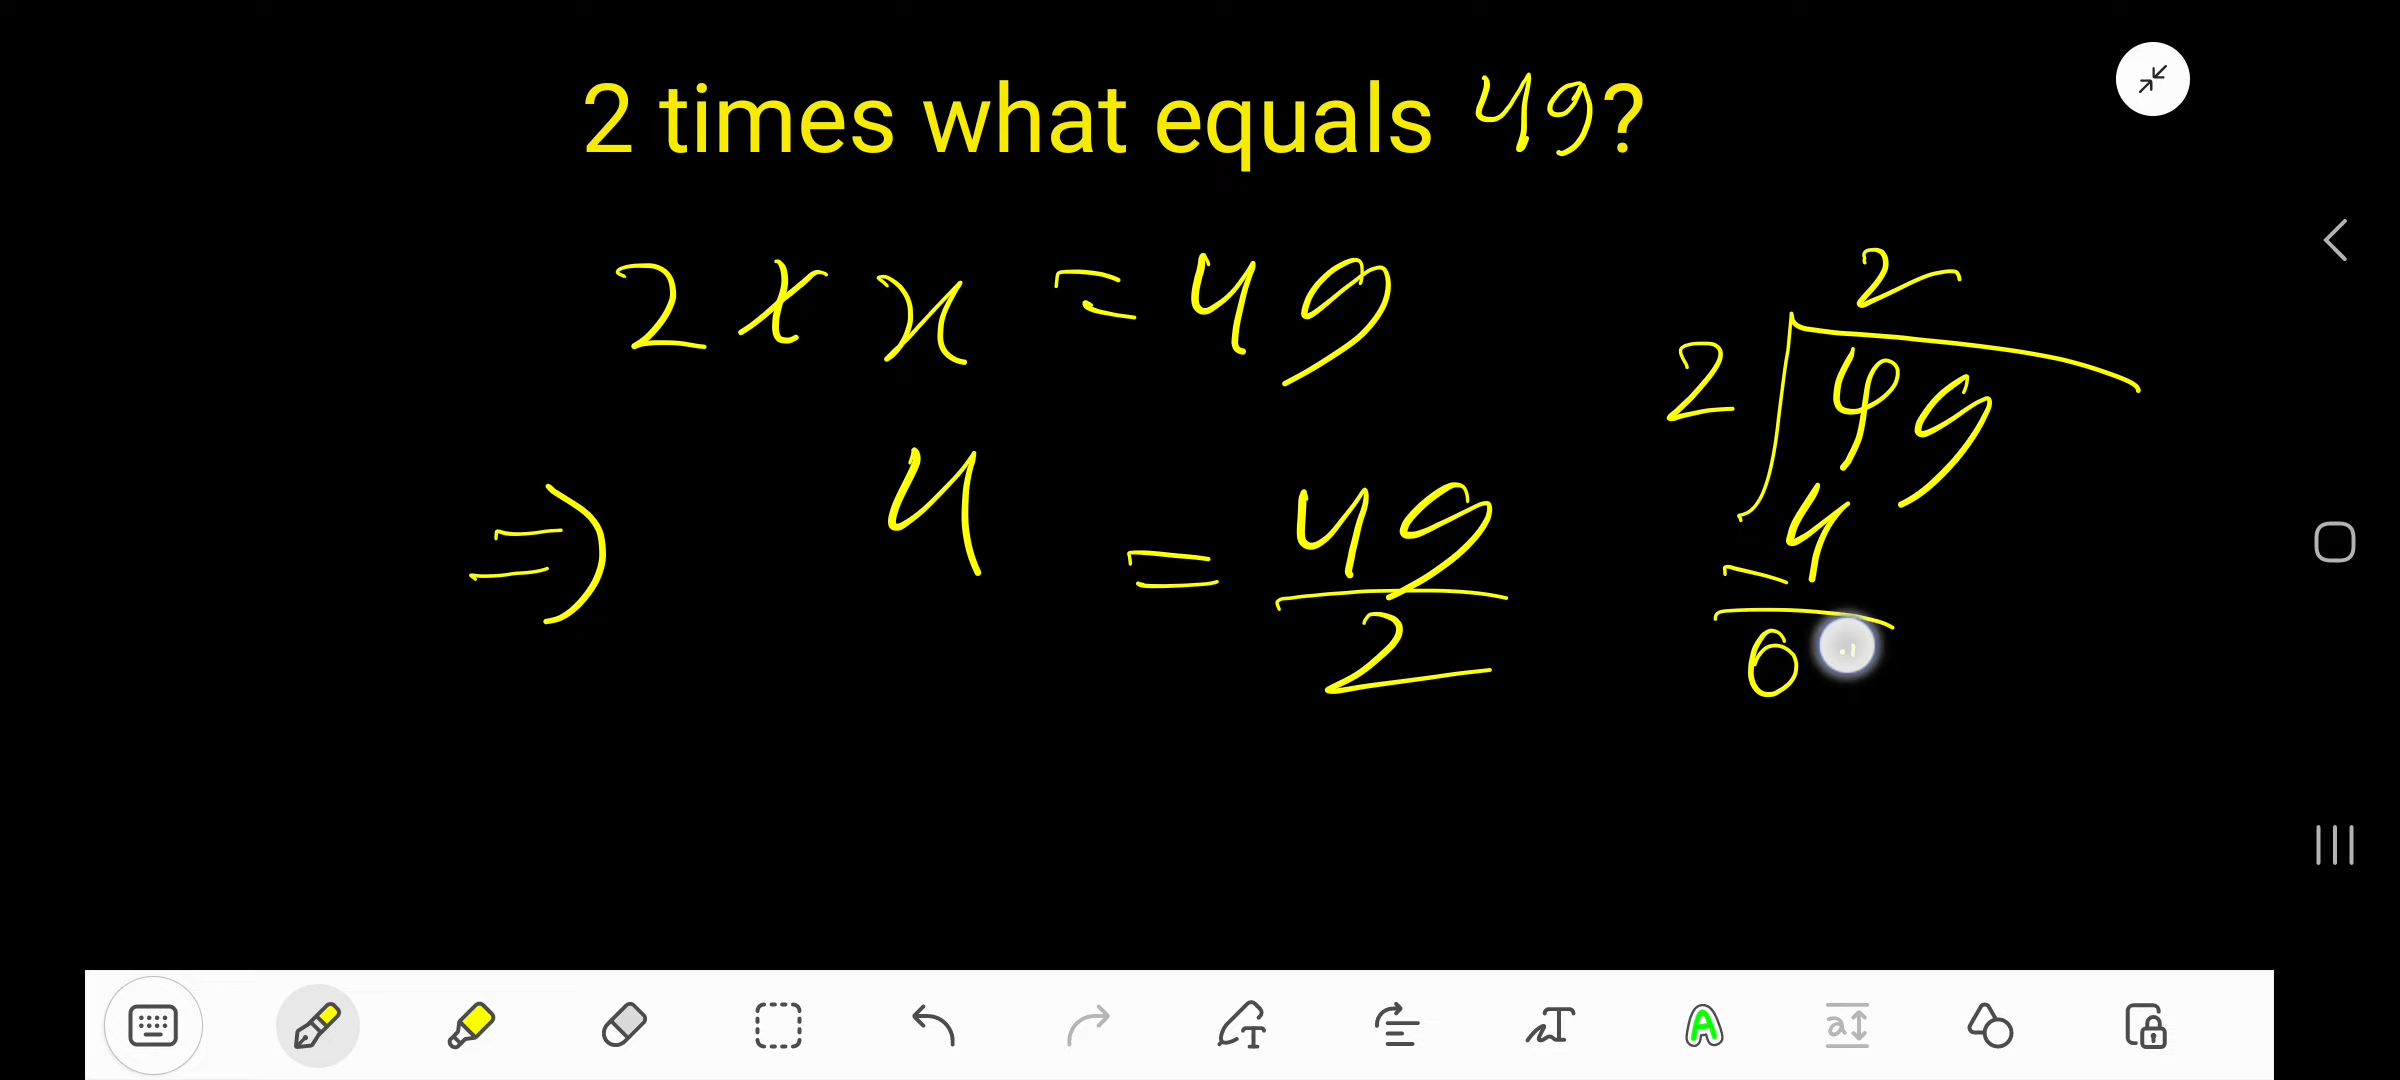 2 times what equals 49?
2 × x = 49
⇒ x = 49/2
2
2 49
- 4
0